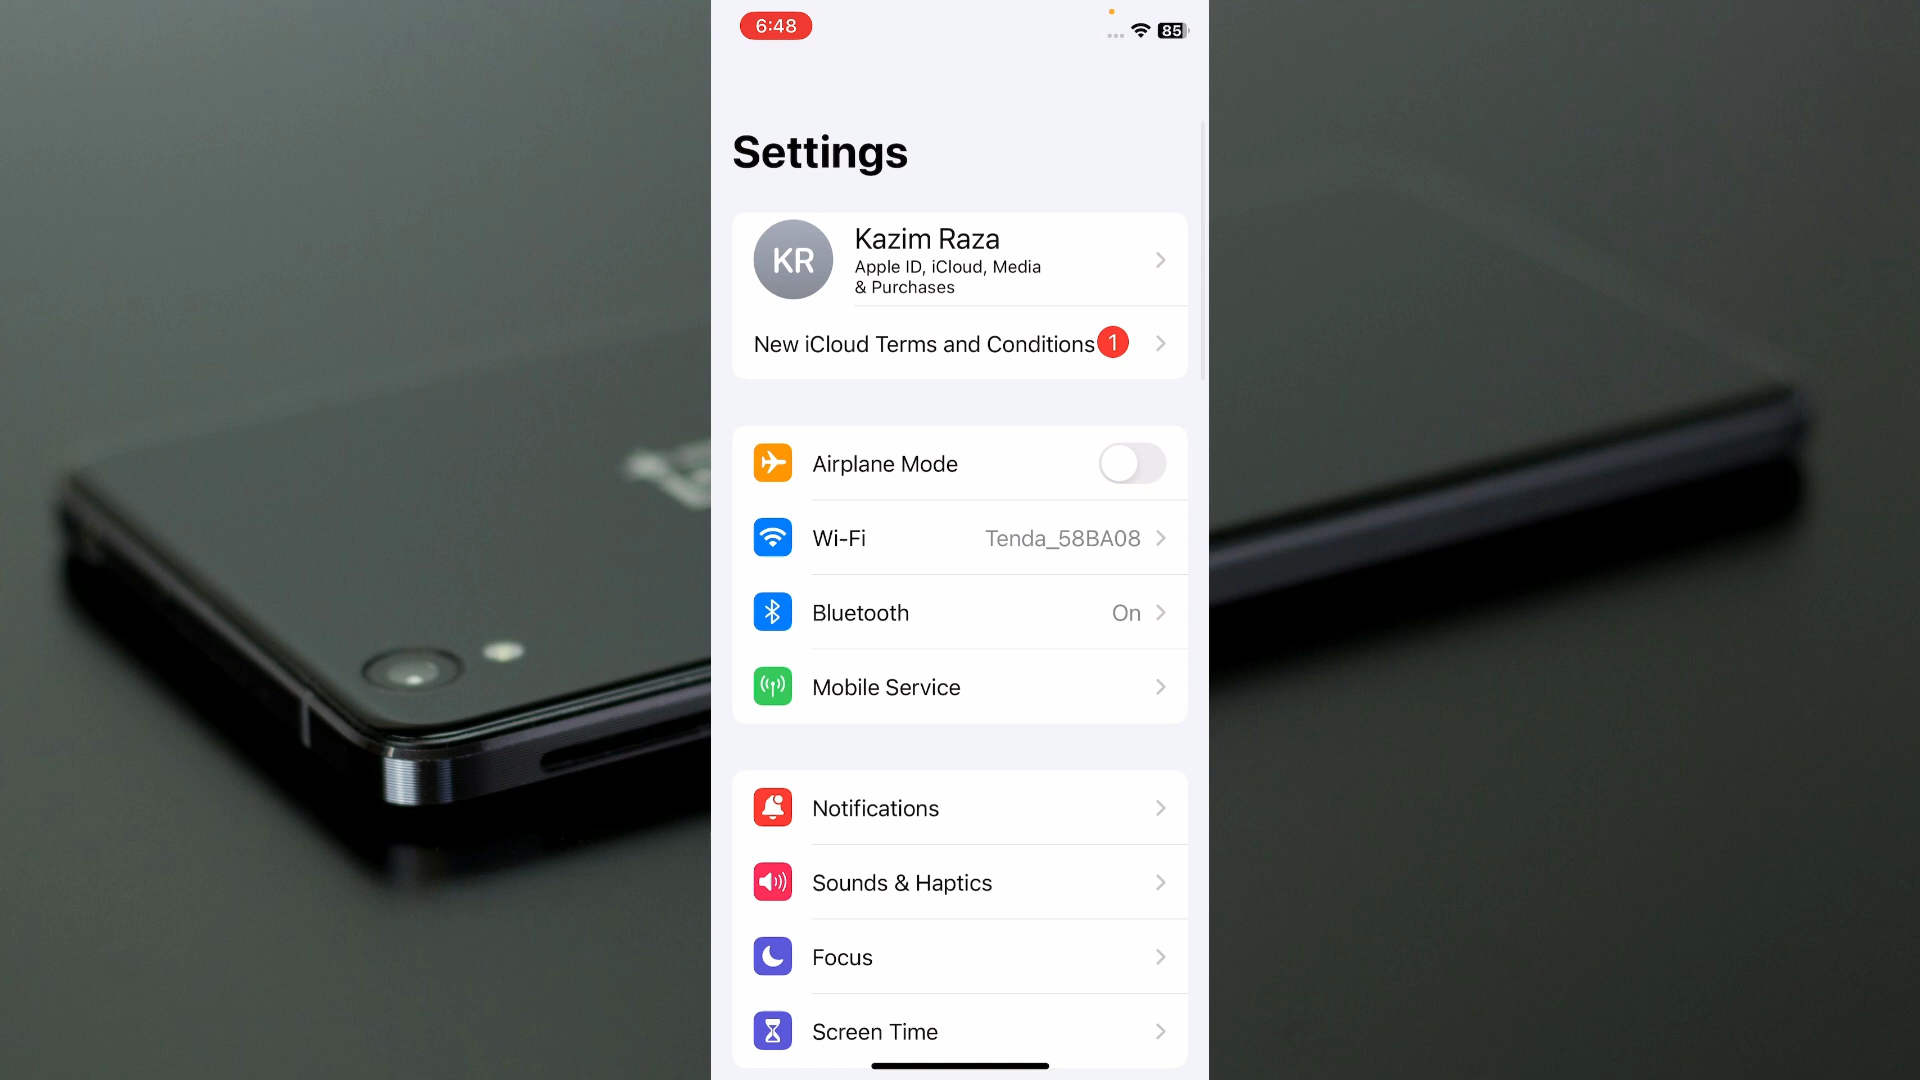 6:48
85
Settings
KR
Kazim Raza
Apple ID, iCloud, Media
& Purchases
New iCloud Terms and Conditions 1
Airplane Mode
Wi-Fi Tenda_58BA08
Bluetooth On
Mobile Service
Notifications
Sounds & Haptics
Focus
Screen Time